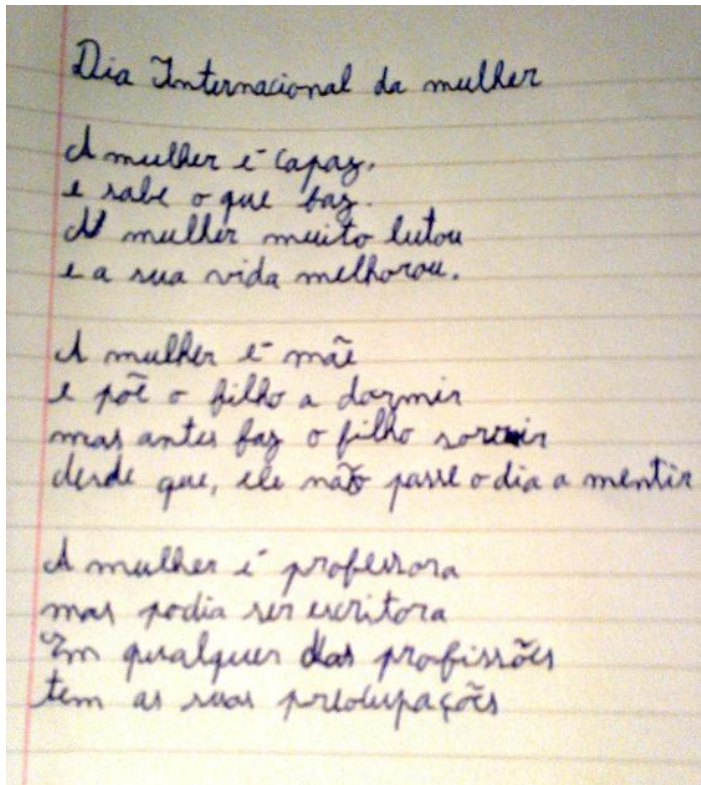 Dia Internacional da mulher
A mulher é capaz,
e sabe o que faz.
A mulher muito lutou
e a sua vida melhorou.
A mulher é mãe
e põe o filho a dormir
mas antes faz o filho sorrir
desde que, ele não passe o dia a mentir
A mulher é professora
mas podia ser escritora
Em qualquer das profissões
tem as suas preocupações